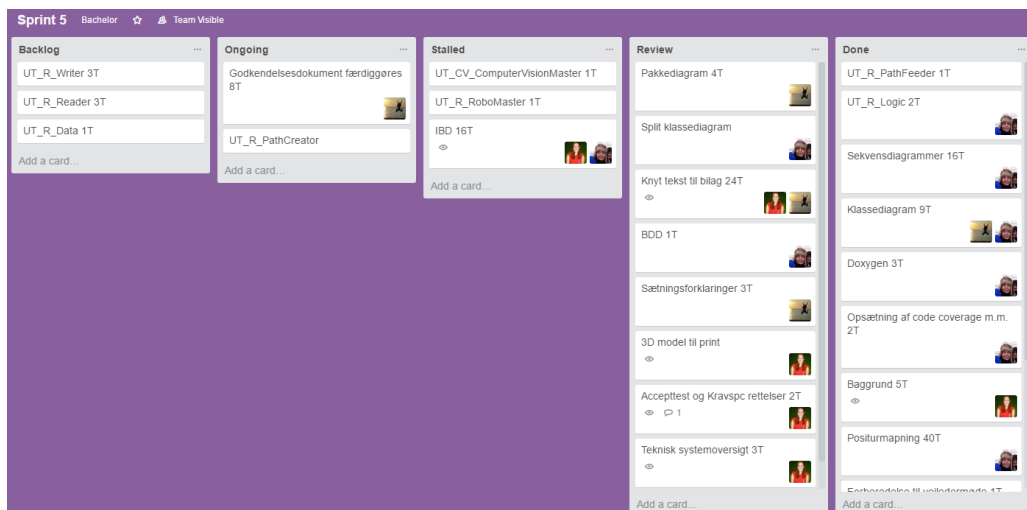 Sprint 5 Bachelor Team Visible
Backlog
UT_R_Writer 3T
UT_R_Reader 3T
UT_R_Data 1T
Add a card...
Ongoing
Godkendelsesdokument færdiggøres
8T
UT_R_PathCreator
Add a card...
Stalled
UT_CV_ComputerVisionMaster 1T
UT_R_RoboMaster 1T
IBD 16T
Add a card...
Review
Pakkediagram 4T
Split klassediagram
Knyt tekst til bilag 24T
BDD 1T
Sætningsforklaringer 3T
3D model til print
Accepttest og Kravspc rettelser 2T
1
Teknisk systemoversigt 3T
Add a card...
Done
UT_R_PathFeeder 1T
UT_R_Logic 2T
Sekvensdiagrammer 16T
Klassediagram 9T
Doxygen 3T
Opsætning af code coverage m.m.
2T
Baggrund 5T
Positurmapning 40T
Forberedelse til vejledermøde 1T
Add a card...